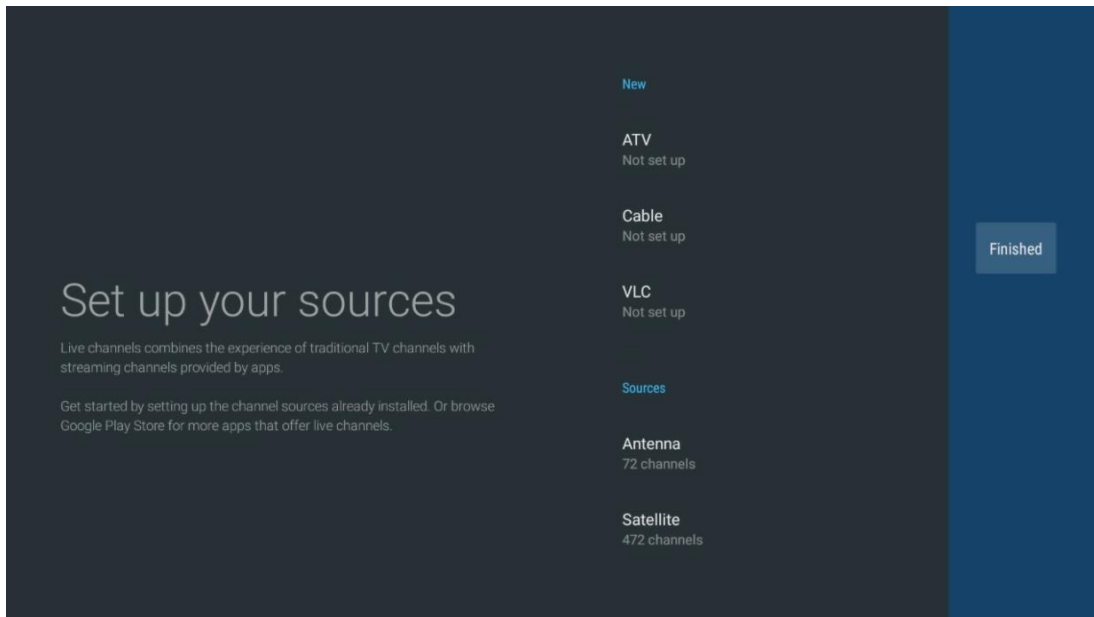 Set up your sources
Live channels combines the experience of traditional TV channels with
streaming channels provided by apps.
Get started by setting up the channel sources already installed. Or browse
Google Play Store for more apps that offer live channels.
New
ATV
Not set up
Cable
Not set up
VLC
Not set up
Sources
Antenna
72 channels
Satellite
472 channels
Finished